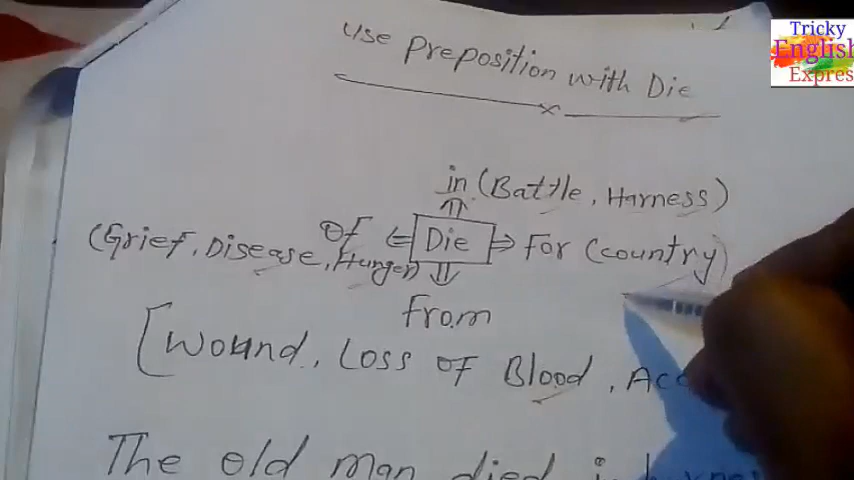 Tricky
English
Express
Use Preposition with Die
in (Battle, Harness)
(Grief, Disease, Hunger) Of Die For (country)
From
[Wound, Loss of Blood,
The old man died in